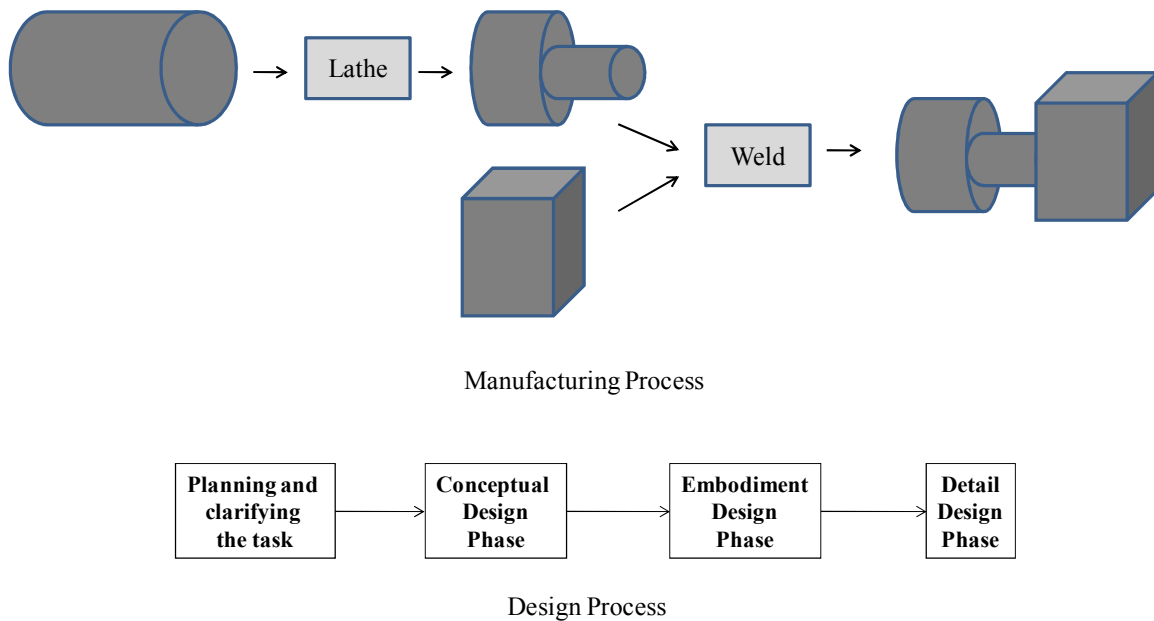 Lathe
Weld
Manufacturing Process
Planning and
clarifying
the task
Conceptual
Design
Phase
Embodiment
Design
Phase
Detail
Design
Phase
Design Process